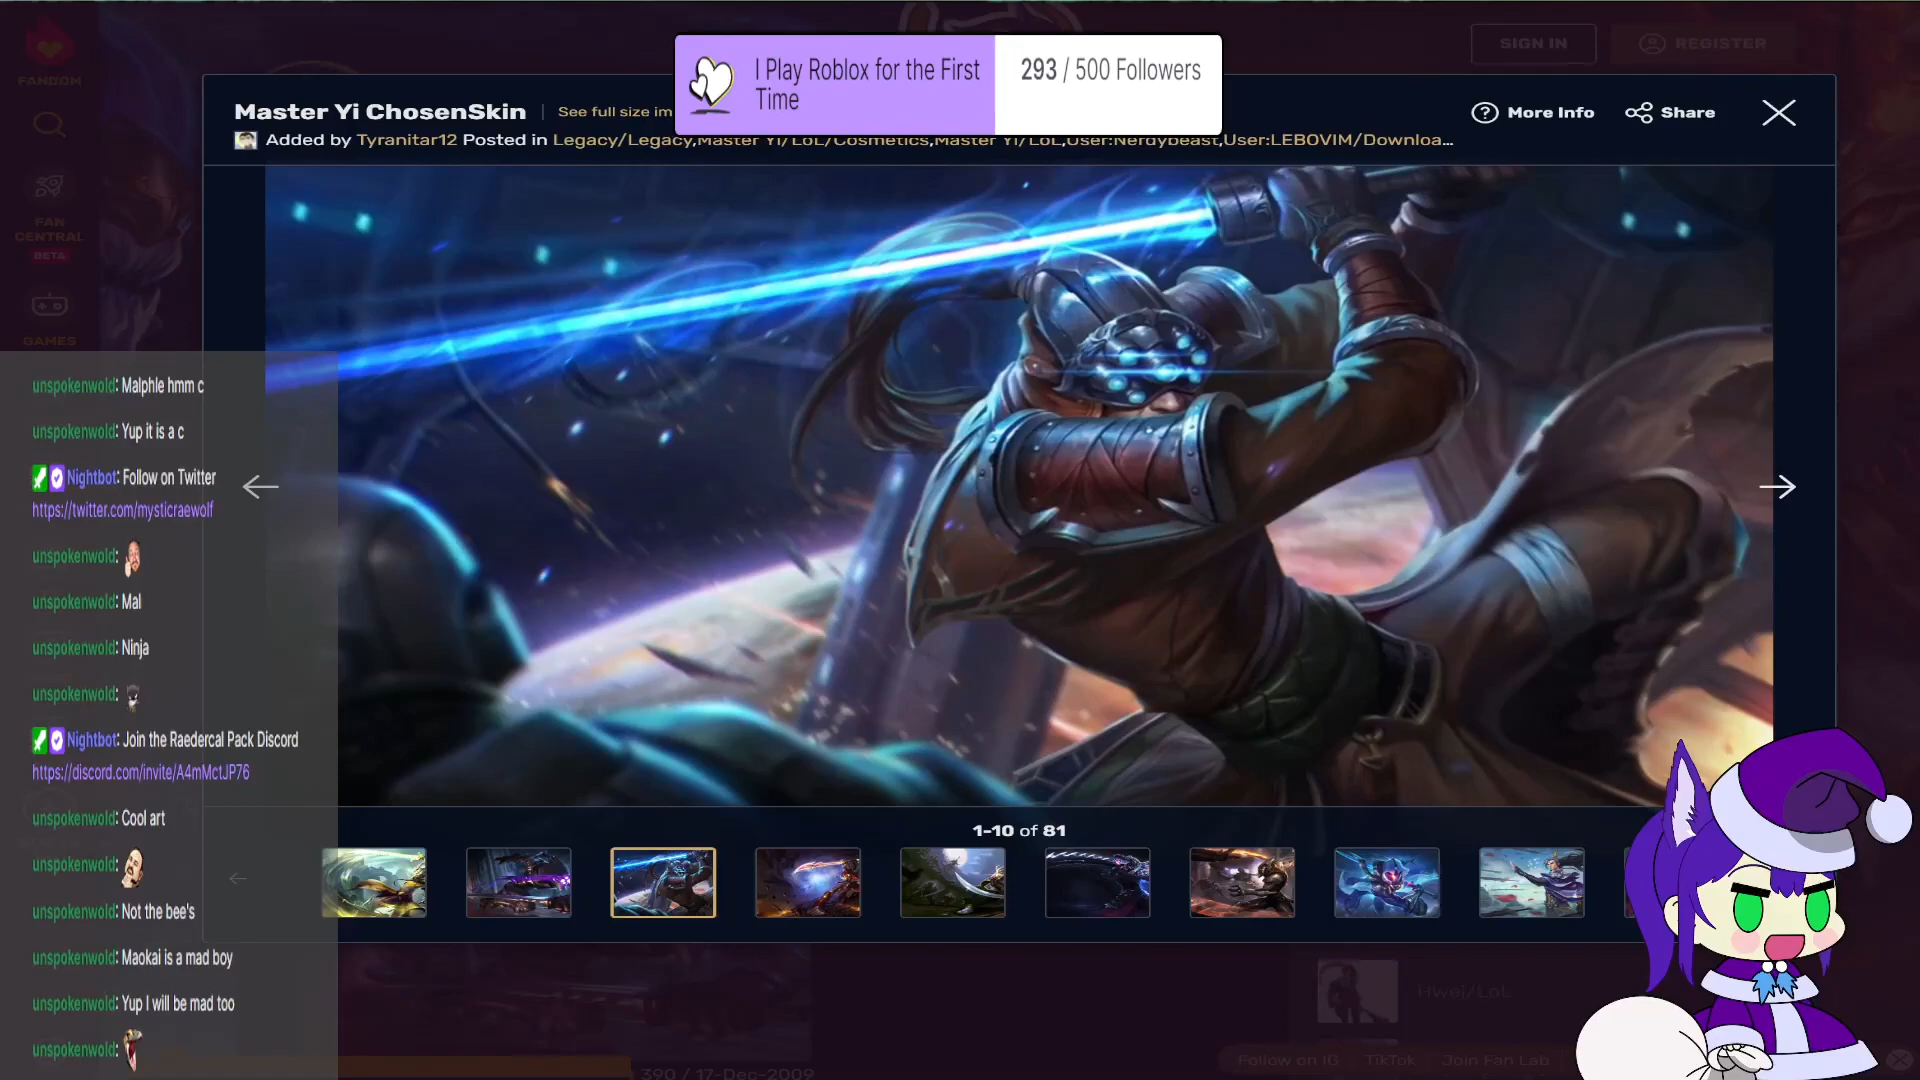 FANDOM
FAN
CENTRAL
BETA
GAMES
SIGN IN
REGISTER
I Play Roblox for the First
Time
293 / 500 Followers
Master Yi ChosenSkin
See full size im
More Info
Share
Added by Tyranitar12 Posted in Legacy/Legacy,Master Yi/LoL/Cosmetics,Master Yi/LoL,User:Nerdybeast,User:LEBOVIM/Downloa...
unspokenwold: Malphle hmm c
unspokenwold: Yup it is a c
Nightbot: Follow on Twitter
https://twitter.com/mysticraewolf
unspokenwold:
unspokenwold: Mal
unspokenwold: Ninja
unspokenwold:
Nightbot: Join the Raedercal Pack Discord
https://discord.com/invite/A4mMctJP76
unspokenwold: Cool art
unspokenwold:
unspokenwold: Not the bee's
unspokenwold: Maokai is a mad boy
unspokenwold: Yup I will be mad too
unspokenwold:
1-10 of 81
Hwei/LoL
Follow on IG
TikTok
Join Fan Lab
390 / 17-Dec-2009